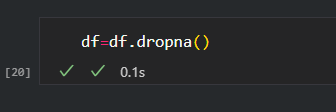 df=df.dropna()
[20] ✓ ✓ 0.1s